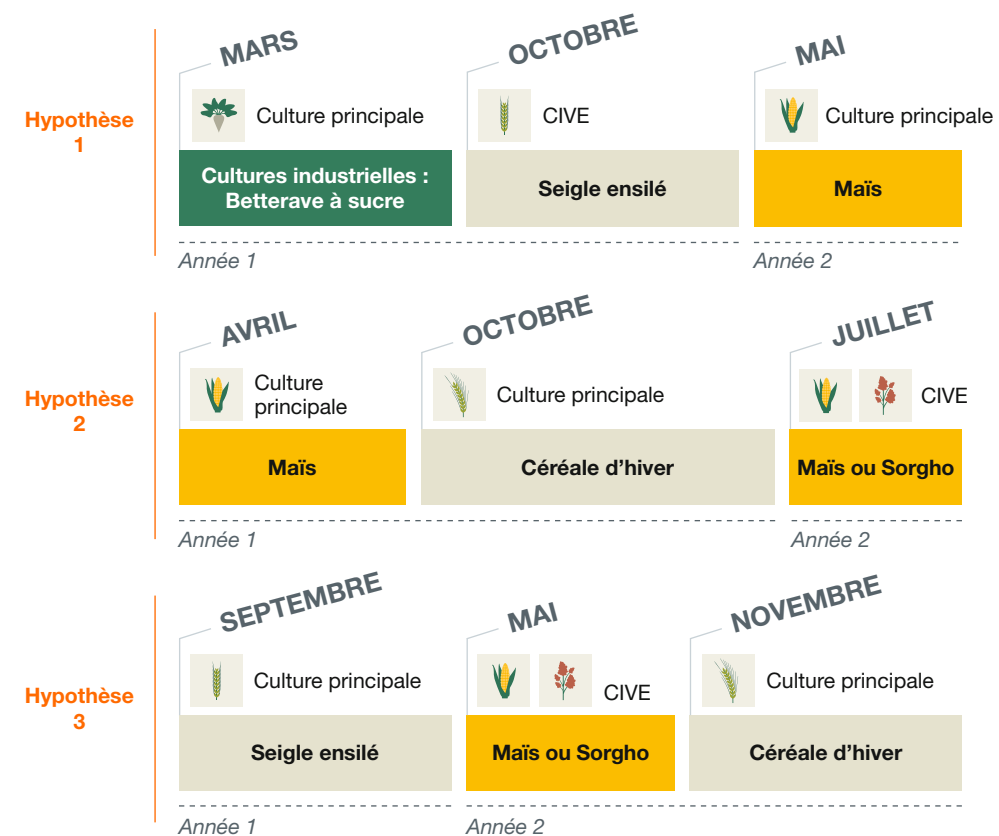 Hypothèse
1
MARS
OCTOBRE
MAI
Culture principale
CIVE
Culture principale
Cultures industrielles :
Betterave à sucre
Seigle ensilé
Maïs
Année 1
Année 2
Hypothèse
2
AVRIL
OCTOBRE
JUILLET
Culture
principale
Culture principale
CIVE
Maïs
Céréale d’hiver
Maïs ou Sorgho
Année 1
Année 2
Hypothèse
3
SEPTEMBRE
MAI
NOVEMBRE
Culture principale
CIVE
Culture principale
Seigle ensilé
Maïs ou Sorgho
Céréale d’hiver
Année 1
Année 2